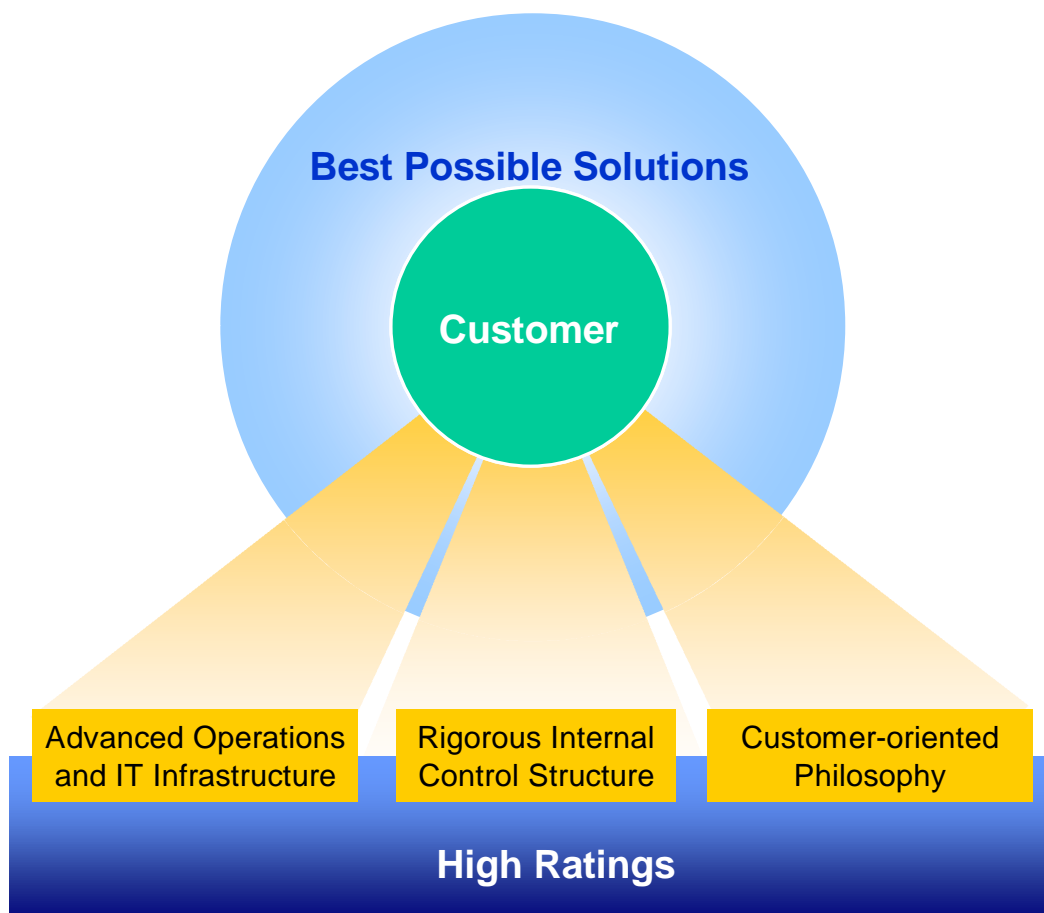 Best Possible Solutions
Customer
Advanced Operations
and IT Infrastructure
Rigorous Internal
Control Structure
Customer-oriented
Philosophy
High Ratings